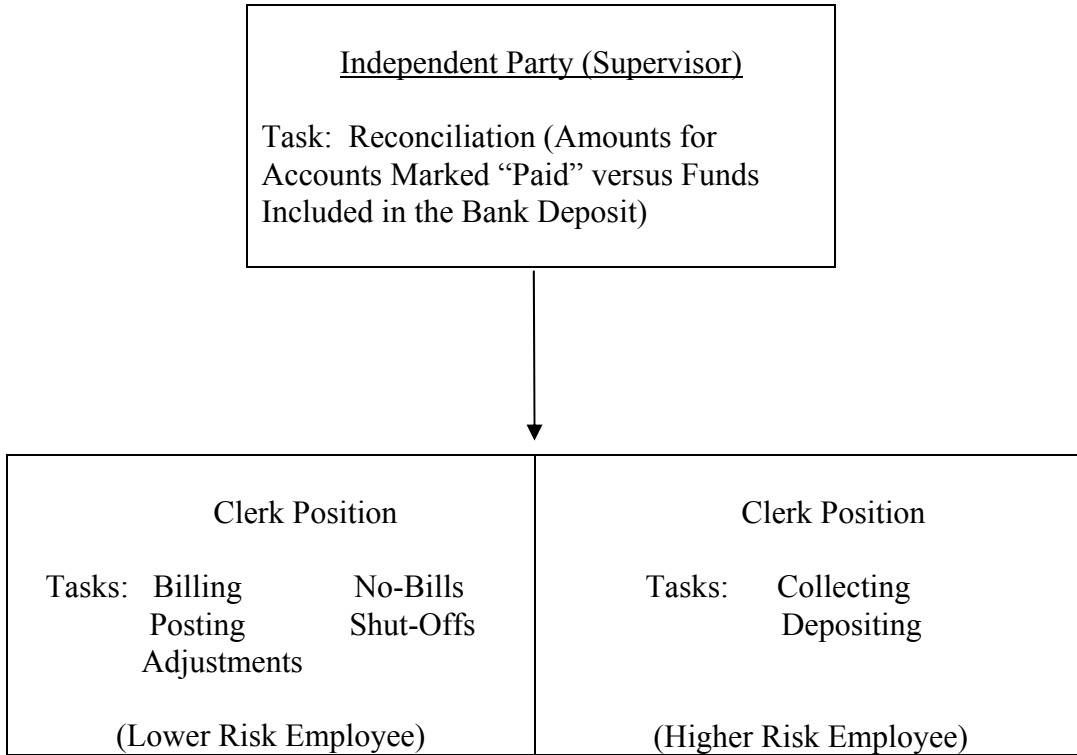 Independent Party (Supervisor)
Task: Reconciliation (Amounts for
Accounts Marked “Paid” versus Funds
Included in the Bank Deposit)
Clerk Position
Tasks: Billing No-Bills
Posting Shut-Offs
Adjustments
(Lower Risk Employee)
Clerk Position
Tasks: Collecting
Depositing
(Higher Risk Employee)